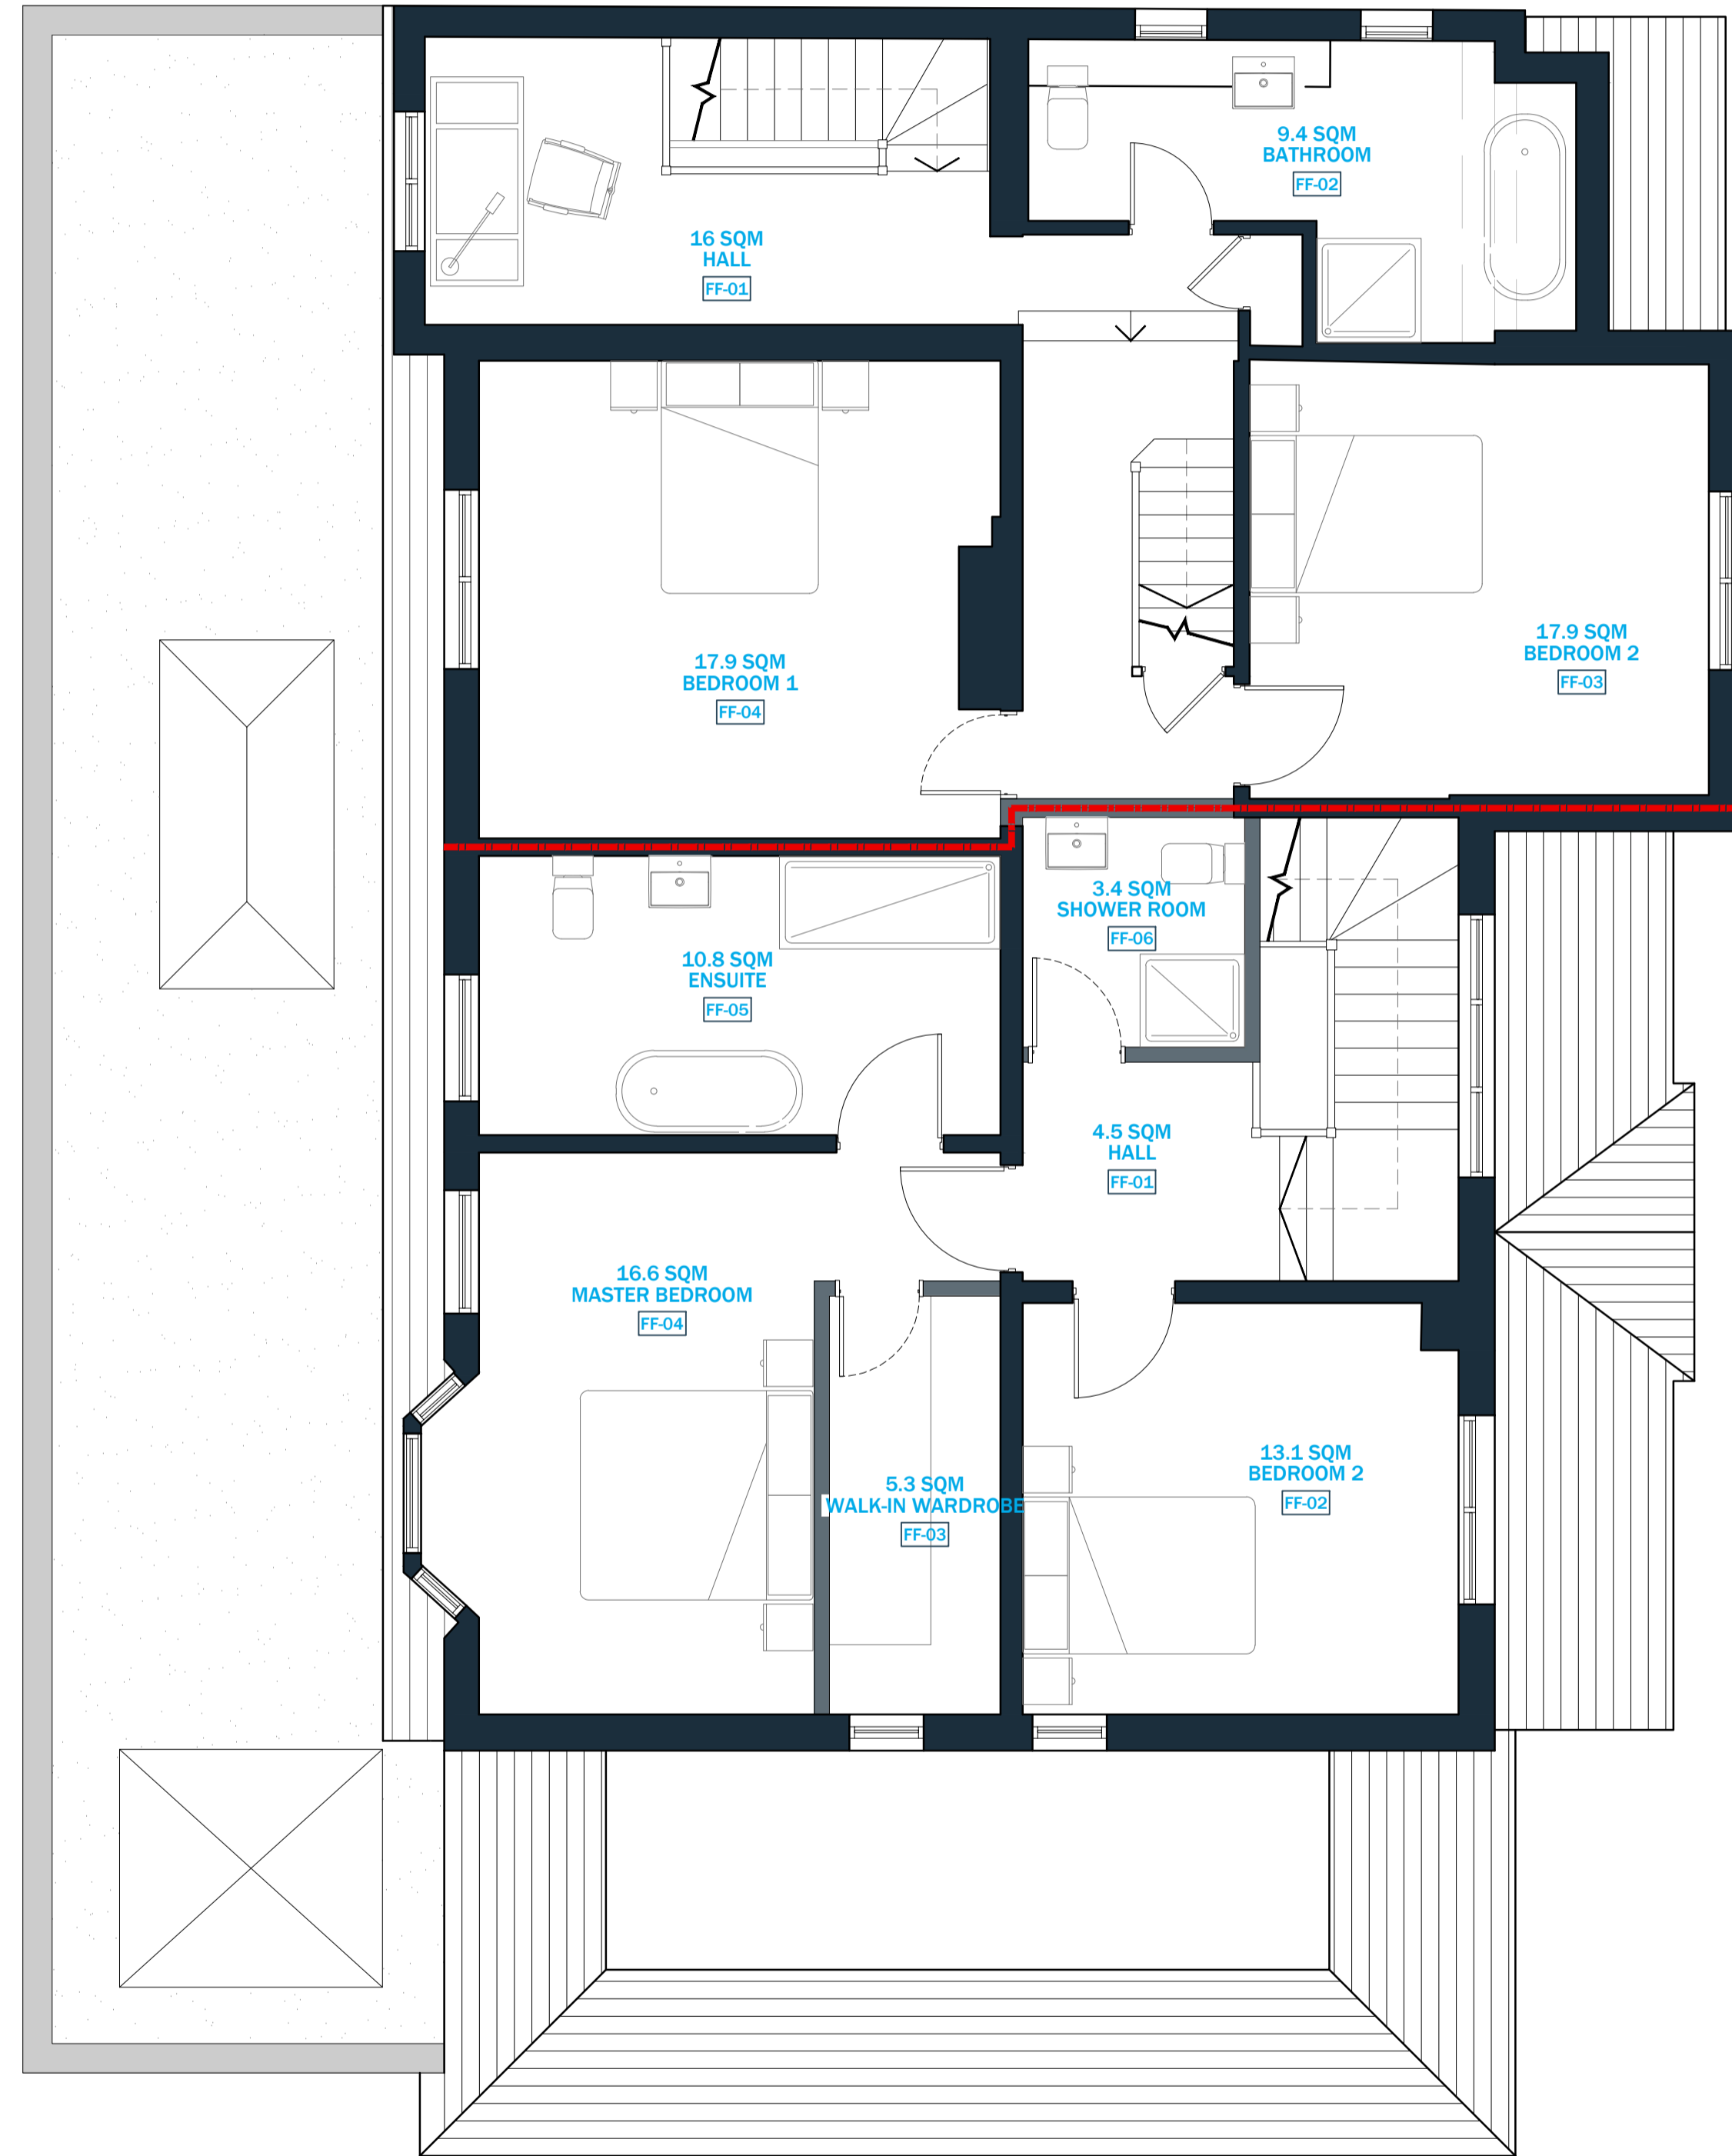 9.4 SQM
BATHROOM
FF-02
16 SQM
HALL
FF-01
17.9 SQM
BEDROOM 2
FF-03
17.9 SQM
BEDROOM 1
FF-04
3.4 SQM
SHOWER ROOM
FF-06
10.8 SQM
ENSUITE
FF-05
4.5 SQM
HALL
FF-01
16.6 SQM
MASTER BEDROOM
FF-04
13.1 SQM
BEDROOM 2
FF-02
5.3 SQM
WALK-IN WARDROBE
FF-03